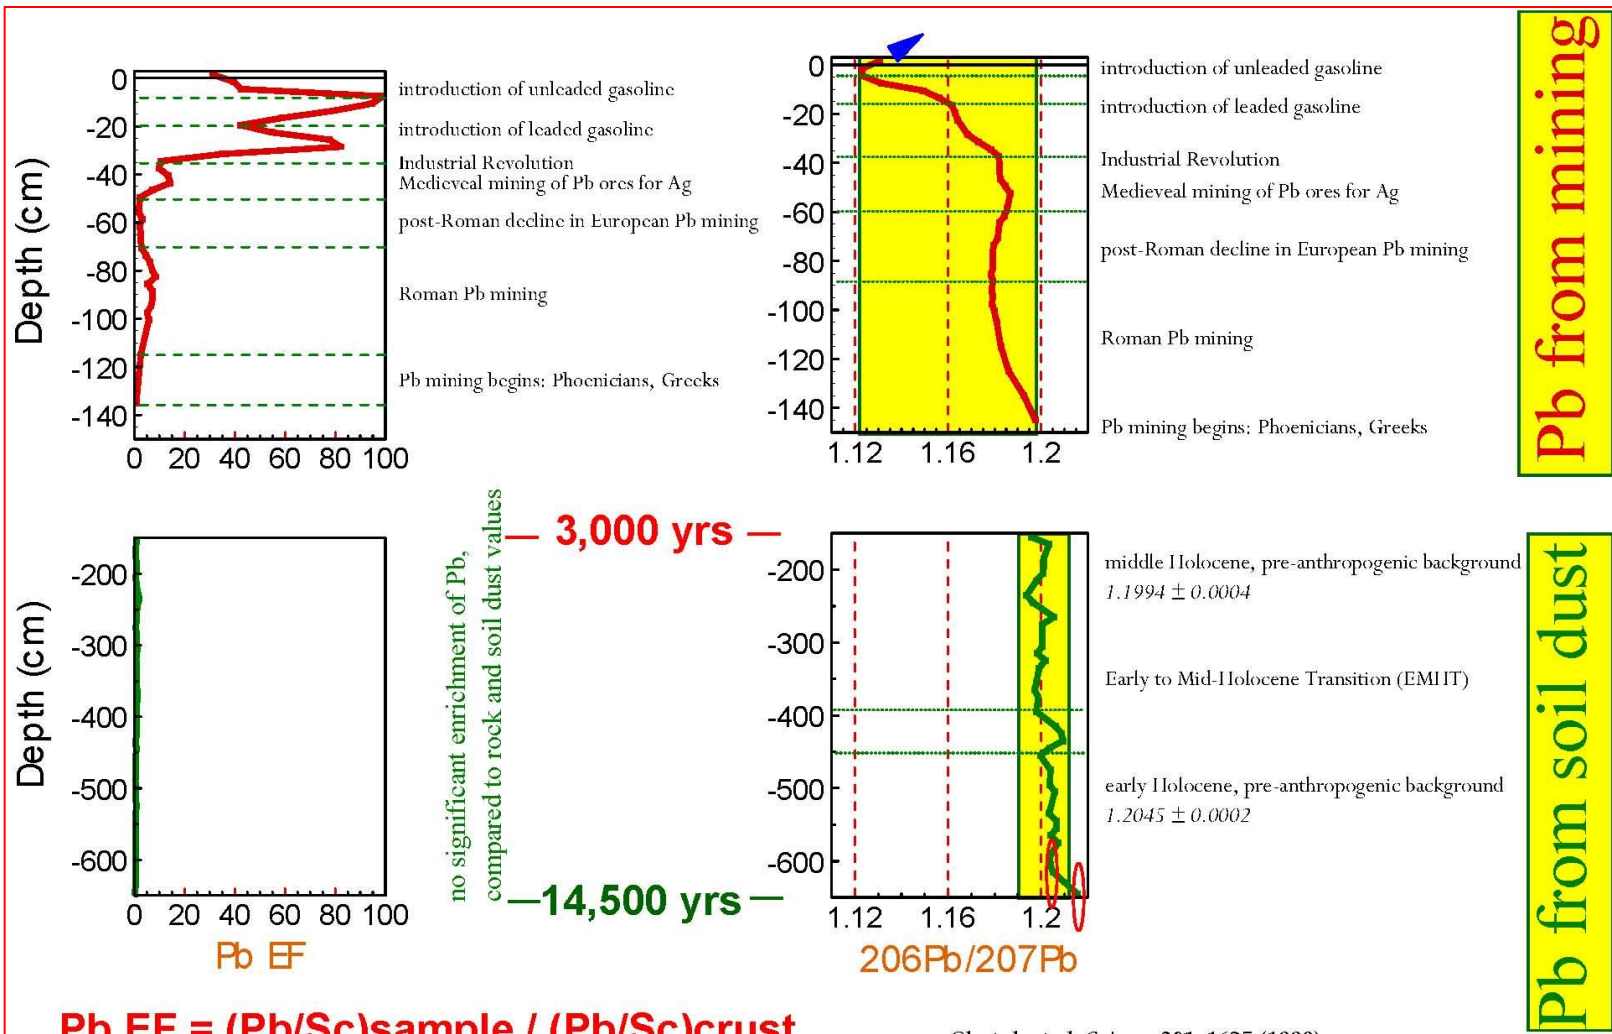 Depth (cm)
0
-20
-40
-60
-80
-100
-120
-140
0 20 40 60 80 100
introduction of unleaded gasoline
introduction of leaded gasoline
Industrial Revolution
Medieveal mining of Pb ores for Ag
post-Roman decline in European Pb mining
Roman Pb mining
Pb mining begins: Phoenicians, Greeks
0
-20
-40
-60
-80
-100
-120
-140
1.12 1.16 1.2
introduction of unleaded gasoline
introduction of leaded gasoline
Industrial Revolution
Medieveal mining of Pb ores for Ag
post-Roman decline in European Pb mining
Roman Pb mining
Pb mining begins: Phoenicians, Greeks
Pb from mining
Depth (cm)
-200
-300
-400
-500
-600
0 20 40 60 80 100
Pb EF
no significant enrichment of Pb,
compared to rock and soil dust values
— 3,000 yrs —
—14,500 yrs —
-200
-300
-400
-500
-600
1.12 1.16 1.2
206Pb/207Pb
middle Holocene, pre-anthropogenic background
1.1994 ± 0.0004
Early to Mid-Holocene Transition (EMHT)
early Holocene, pre-anthropogenic background
1.2045 ± 0.0002
Pb from soil dust
Pb EF = (Pb/Sc)sample / (Pb/Sc)crust